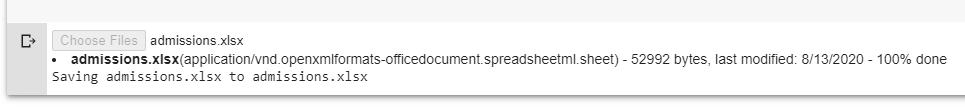 Choose Files admissions.xlsx
• admissions.xlsx(application/vnd.openxmlformats-officedocument.spreadsheetml.sheet) - 52992 bytes, last modified: 8/13/2020 - 100% done
Saving admissions.xlsx to admissions.xlsx